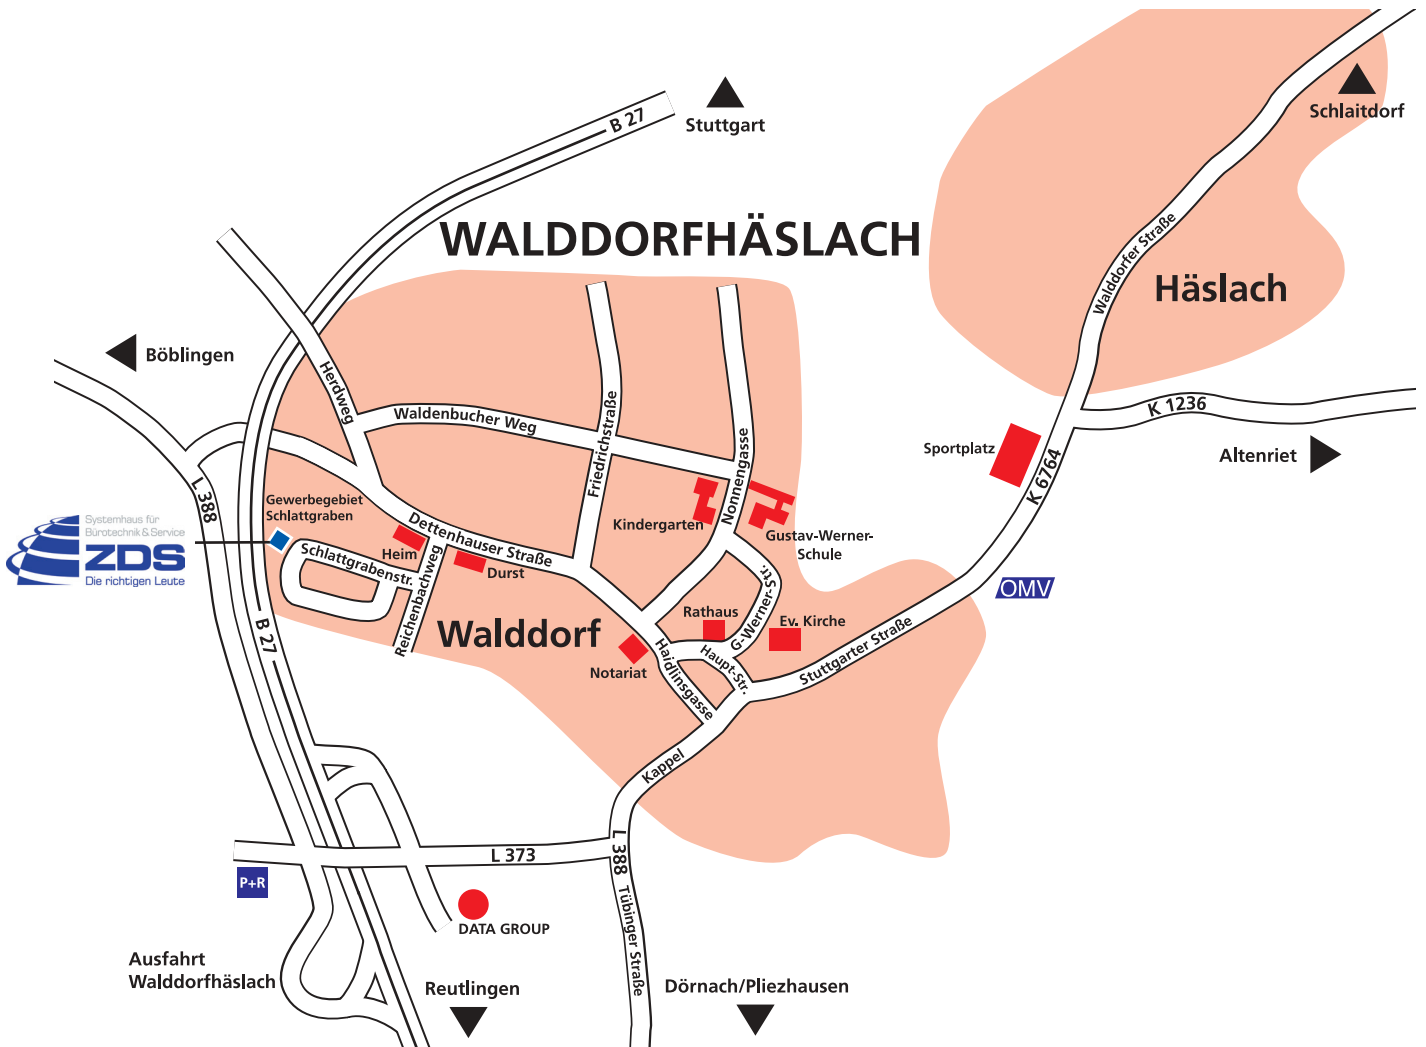 B 27
Stuttgart
Schlaitdorf
WALDDORFHÄSLACH
Walddorfer Straße
Häslach
Böblingen
Herdweg
Waldenbucher Weg
Friedrichstraße
Nonnengasse
K 1236
Sportplatz
Altenriet
K 6764
L 388
Gewerbegebiet
Schlattgraben
Systemhaus für
Bürotechnik & Service
ZDS
Die richtigen Leute
Heim
Dettenhauser Straße
Durst
Schlattgrabenstr.
Reichenbachweg
Kindergarten
Gustav-Werner-
Schule
OMV
G-Werner-Str.
Rathaus
Ev. Kirche
Stuttgarter Straße
Walddorf
B 27
Notariat
Haidlinsgasse
Haupt-Str.
Kappel
L 373
L 388
Tübinger Straße
P+R
DATA GROUP
Ausfahrt
Walddorfhäslach
Reutlingen
Dörnach/Pliezhausen